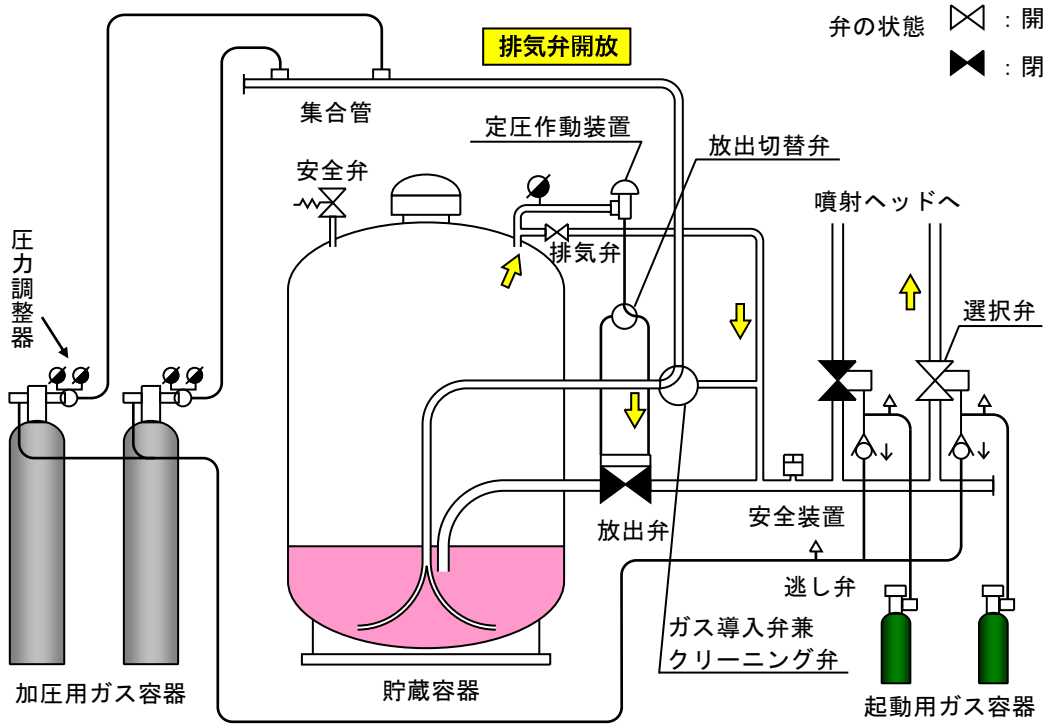 弁の状態
：開
：閉
排気弁開放
集合管
定圧作動装置
放出切替弁
安全弁
噴射ヘッドへ
圧力調整器
排気弁
選択弁
放出弁
安全装置
逃し弁
ガス導入弁兼
クリーニング弁
加圧用ガス容器
貯蔵容器
起動用ガス容器